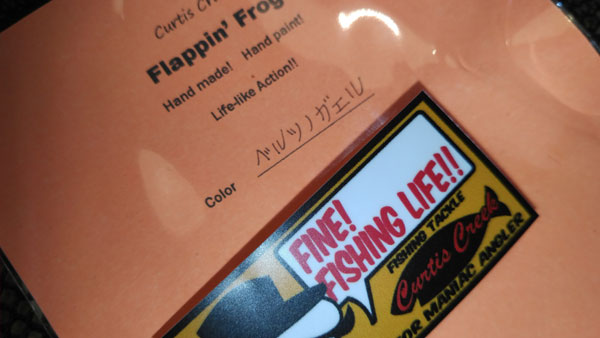 Curtis Cr
Flappin' Frog
Hand made! Hand paint!
Life-like Action!!
Color ベルツノガエル
FINE!
FISHING LIFE!!
FISHING TACKLE
Curtis Creek
FOR MANIAC ANGLER